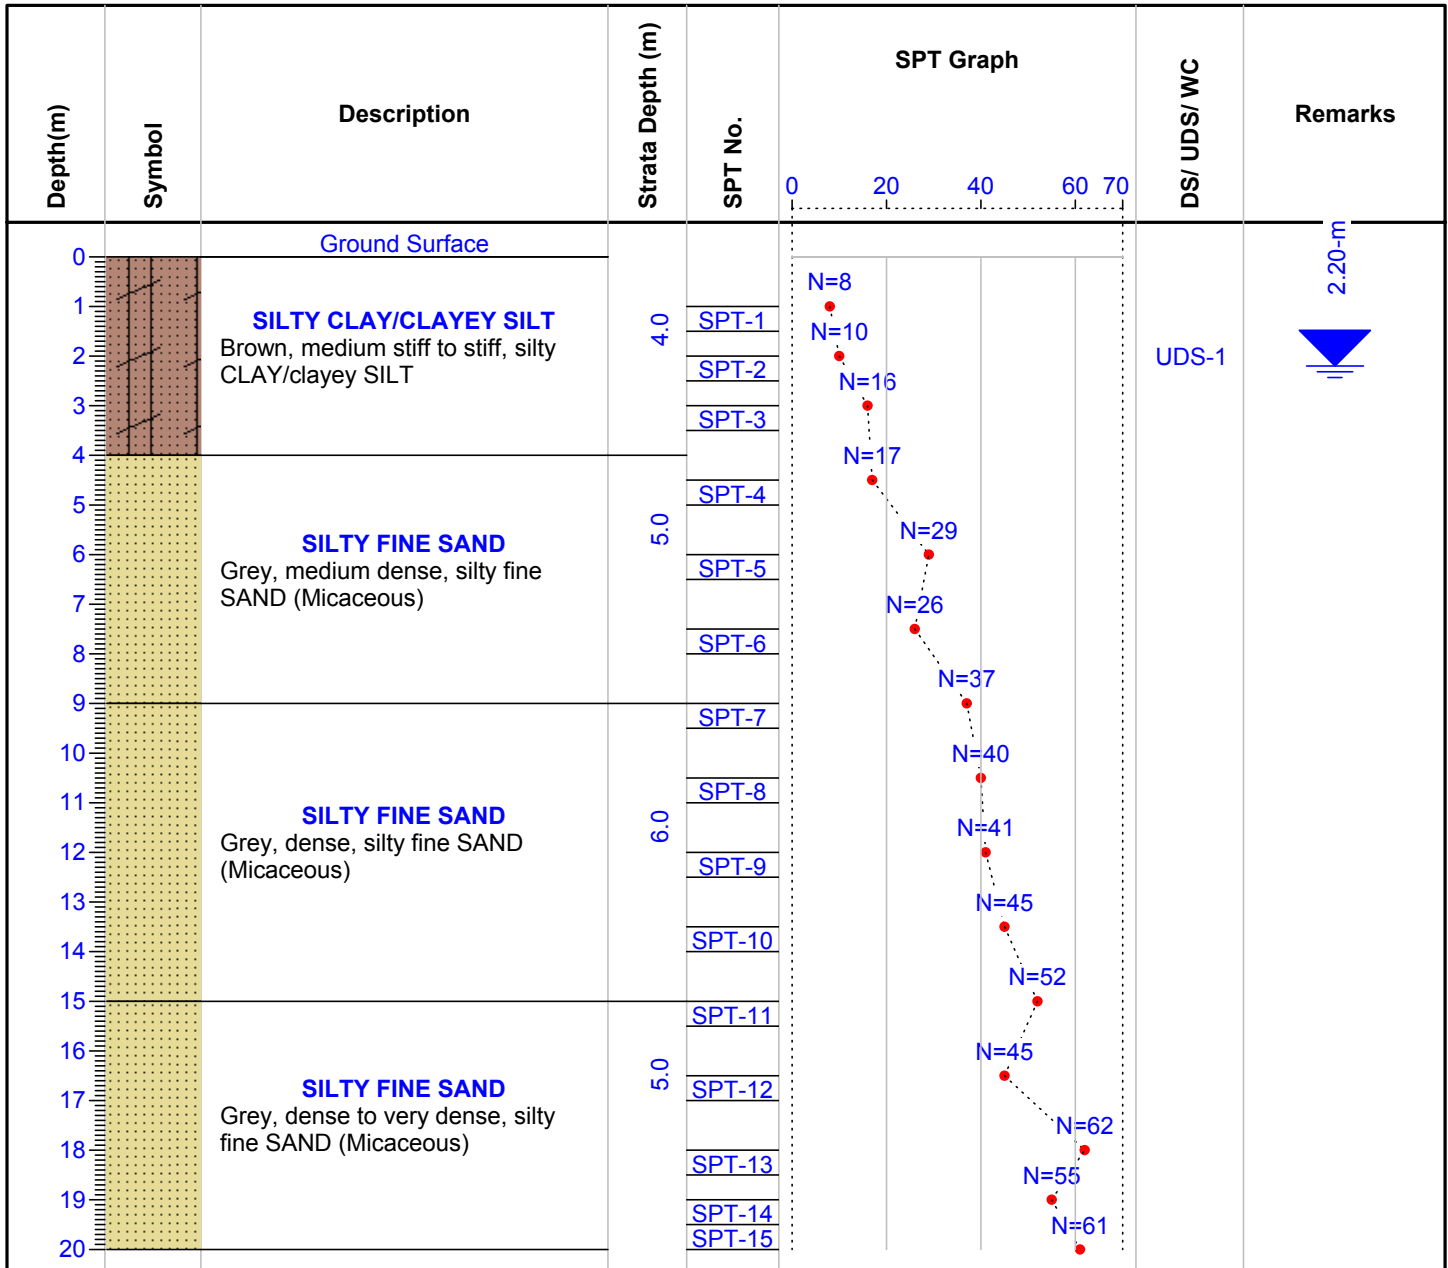 Depth(m)
Symbol
Description
Strata Depth (m)
SPT No.
SPT Graph
0 20 40 60 70
DS/ UDS/ WC
Remarks
Ground Surface
2.20-m
0
1
2
3
4
5
6
7
8
9
10
11
12
13
14
15
16
17
18
19
20
SILTY CLAY/CLAYEY SILT
Brown, medium stiff to stiff, silty
CLAY/clayey SILT
SILTY FINE SAND
Grey, medium dense, silty fine
SAND (Micaceous)
SILTY FINE SAND
Grey, dense, silty fine SAND
(Micaceous)
SILTY FINE SAND
Grey, dense to very dense, silty
fine SAND (Micaceous)
4.0
5.0
6.0
5.0
SPT-1
SPT-2
SPT-3
SPT-4
SPT-5
SPT-6
SPT-7
SPT-8
SPT-9
SPT-10
SPT-11
SPT-12
SPT-13
SPT-14
SPT-15
N=8
N=10
N=16
N=17
N=29
N=26
N=37
N=40
N=41
N=45
N=52
N=45
N=62
N=55
N=61
UDS-1